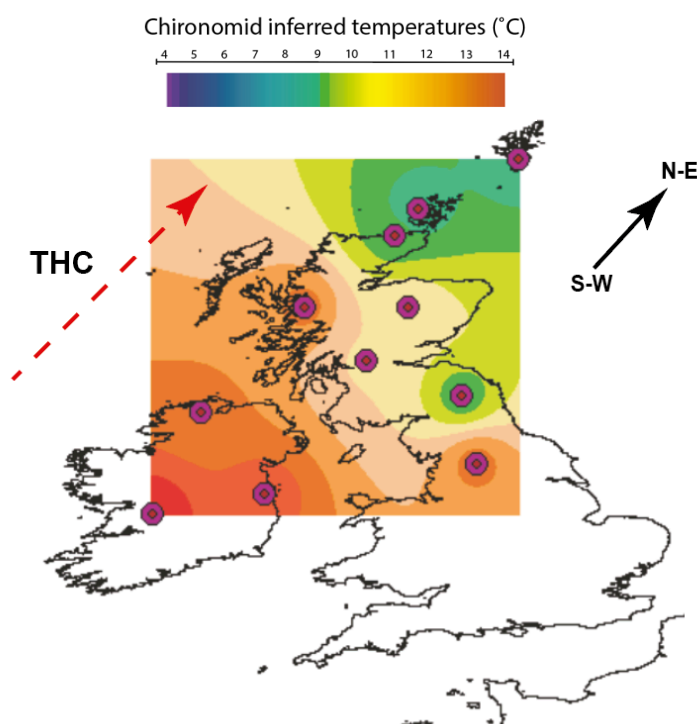 Chironomid inferred temperatures (˚C)
4 5 6 7 8 9 10 11 12 13 14
N-E
THC
S-W